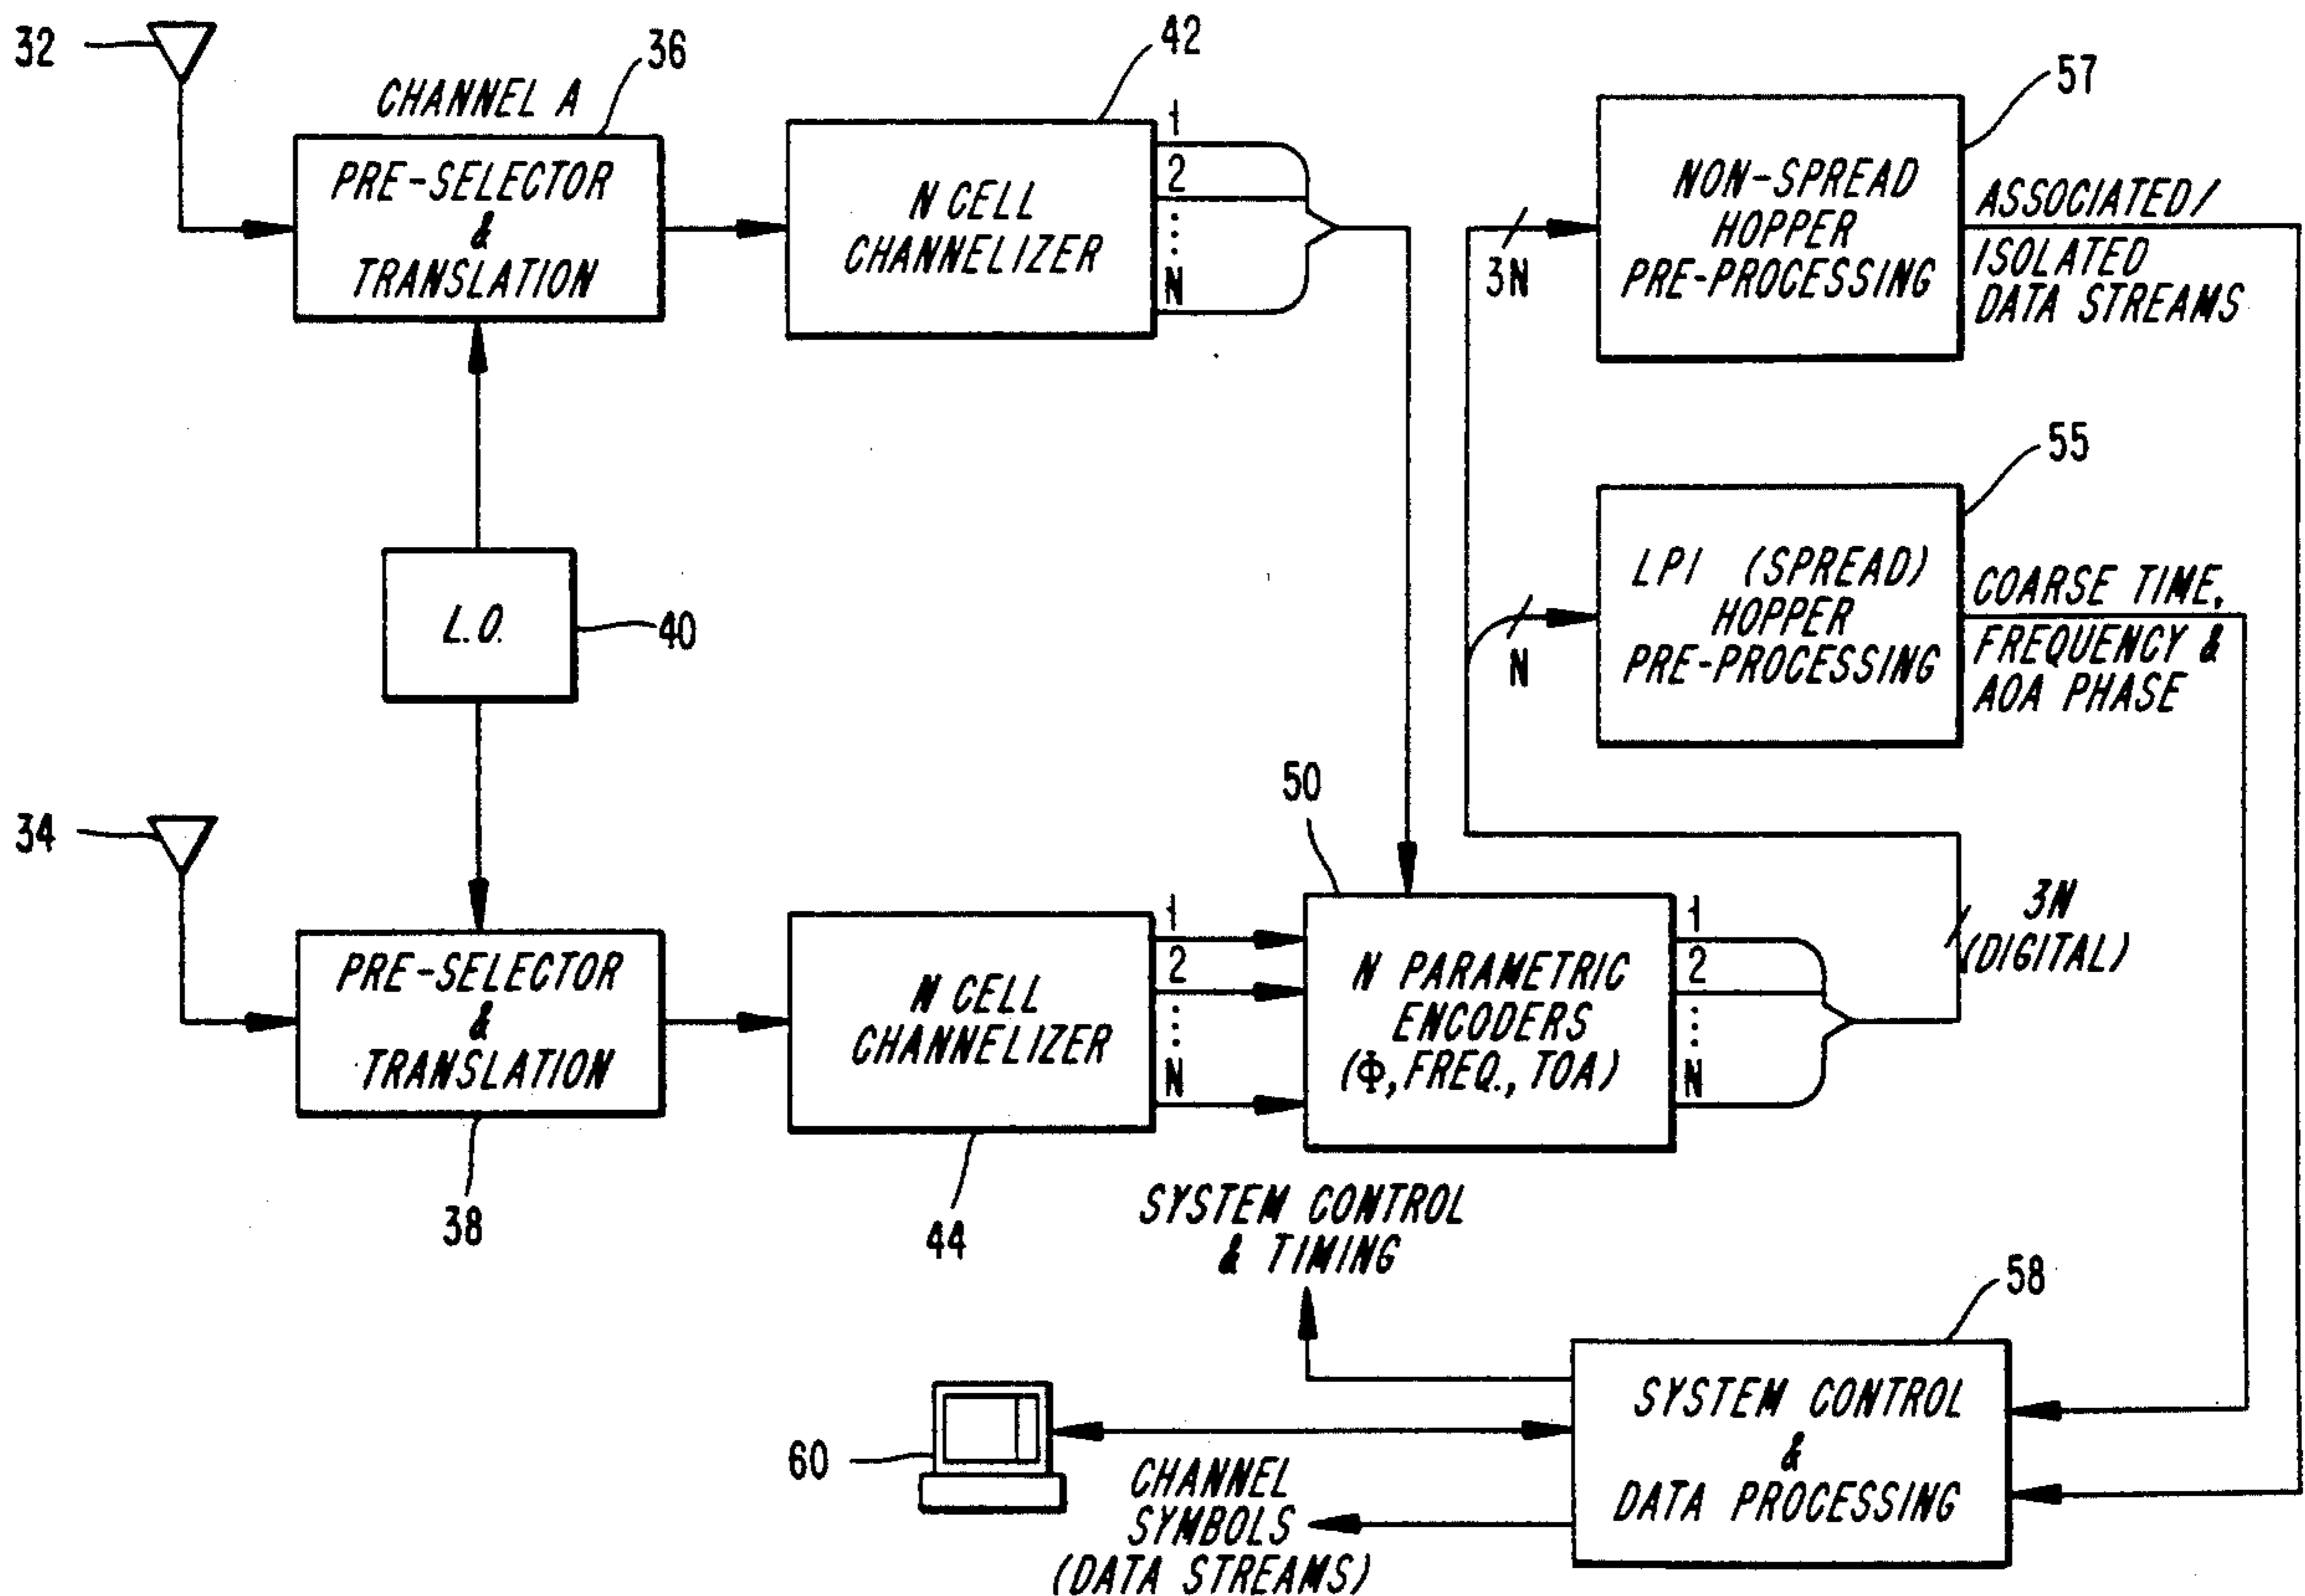 32
CHANNEL A
36
PRE-SELECTOR
&
TRANSLATION
42
N CELL
CHANNELIZER
1
2
N
57
NON-SPREAD
HOPPER
PRE-PROCESSING
3N
ASSOCIATED/
ISOLATED
DATA STREAMS
L.O.
40
55
LPI (SPREAD)
HOPPER
PRE-PROCESSING
N
COARSE TIME,
FREQUENCY &
AOA PHASE
34
PRE-SELECTOR
&
TRANSLATION
38
N CELL
CHANNELIZER
44
1
2
N
50
N PARAMETRIC
ENCODERS
(Φ, FREQ., TOA)
1
2
N
3N
(DIGITAL)
SYSTEM CONTROL
& TIMING
58
SYSTEM CONTROL
&
DATA PROCESSING
60
CHANNEL
SYMBOLS
(DATA STREAMS)